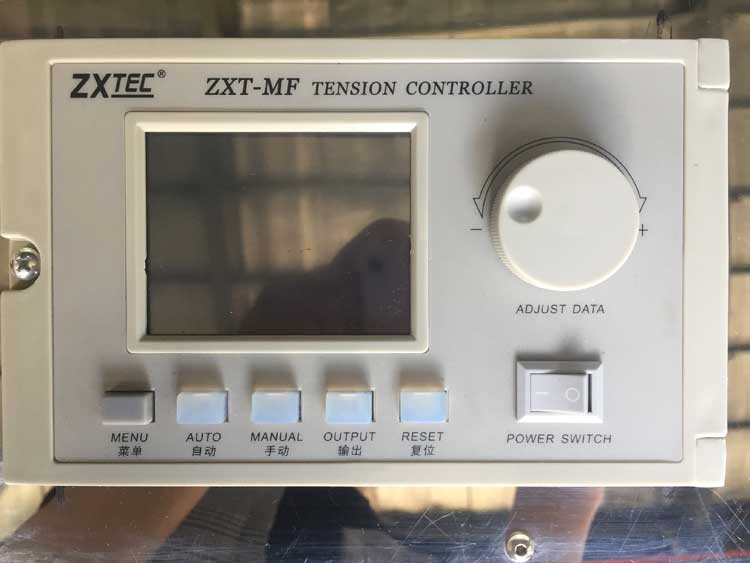 ZXTEC®
ZXT-MF TENSION CONTROLLER
- +
ADJUST DATA
MENU
菜单
AUTO
自动
MANUAL
手动
OUTPUT
输出
RESET
复位
— ○
POWER SWITCH